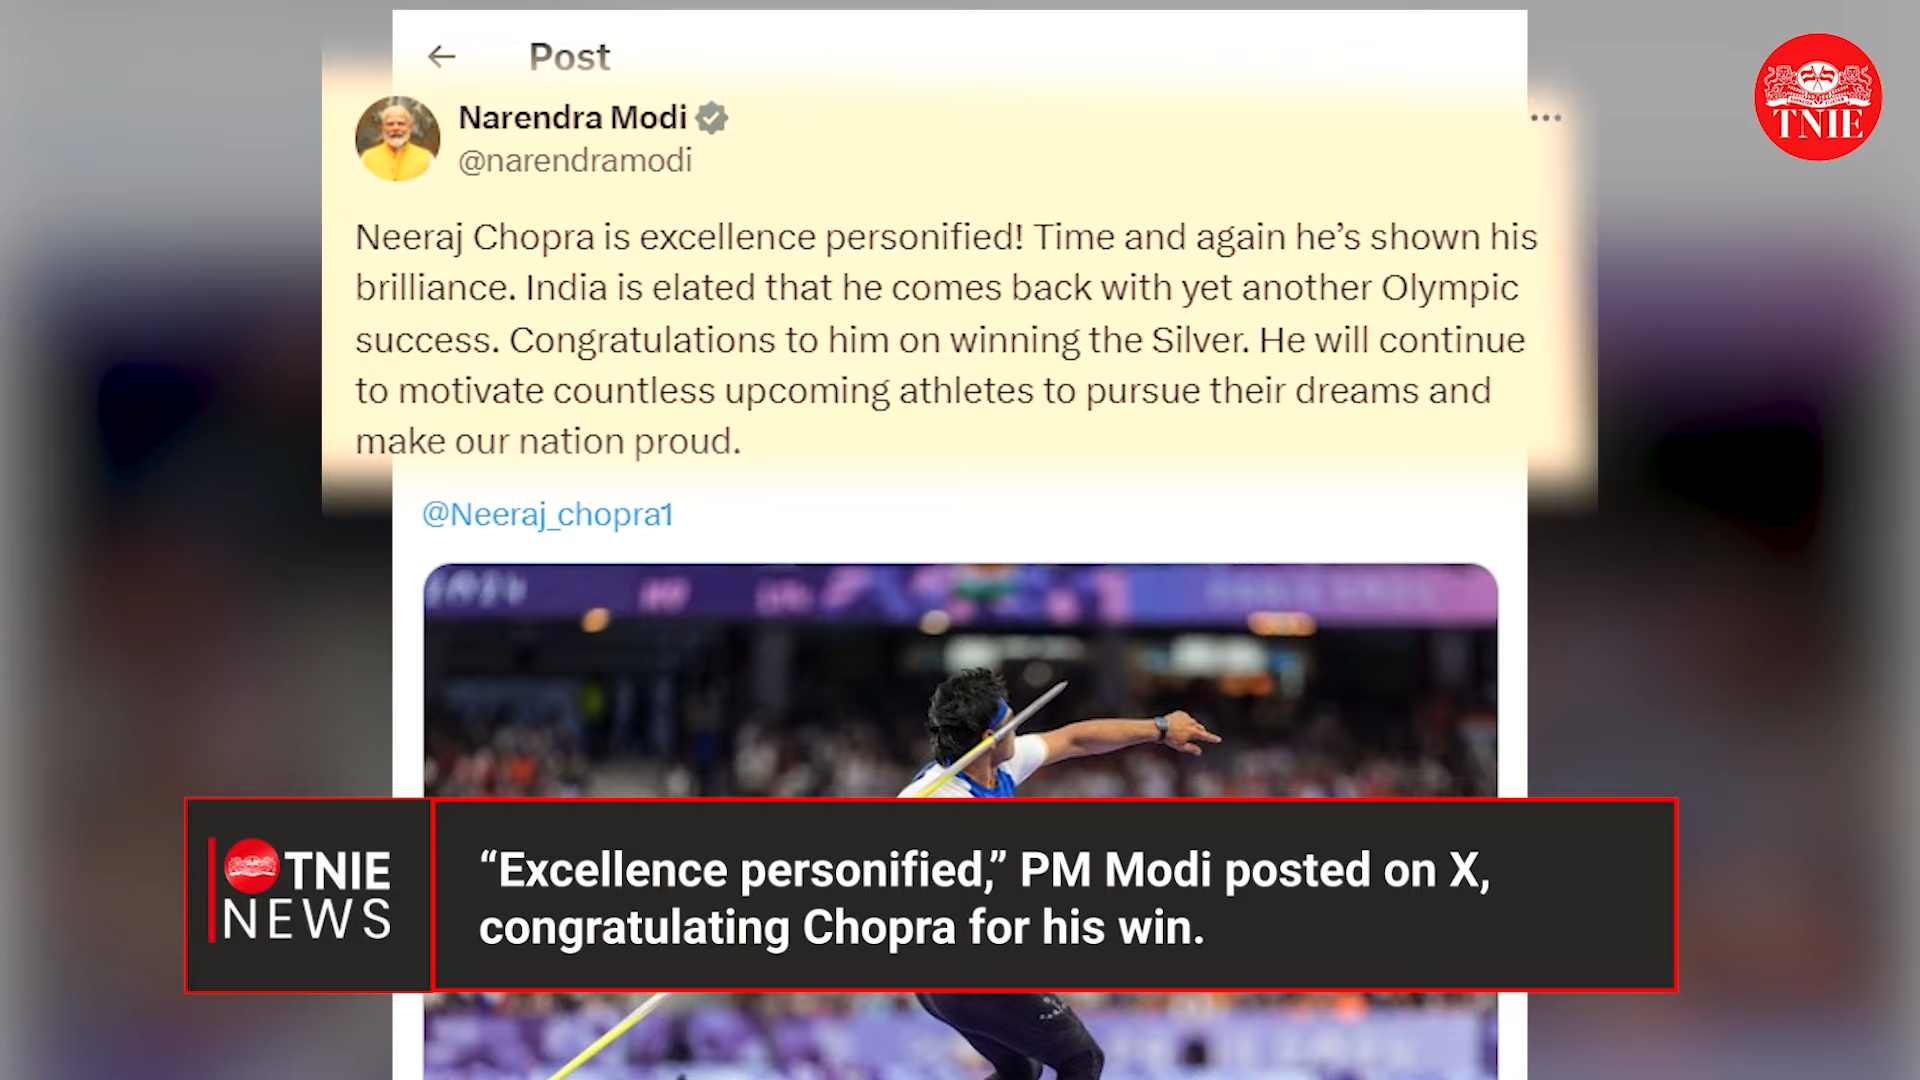 Post
Narendra Modi
@narendramodi
Neeraj Chopra is excellence personified! Time and again he’s shown his
brilliance. India is elated that he comes back with yet another Olympic
success. Congratulations to him on winning the Silver. He will continue
to motivate countless upcoming athletes to pursue their dreams and
make our nation proud.
@Neeraj_chopra1
TNIE
TNIE
NEWS
“Excellence personified,” PM Modi posted on X,
congratulating Chopra for his win.